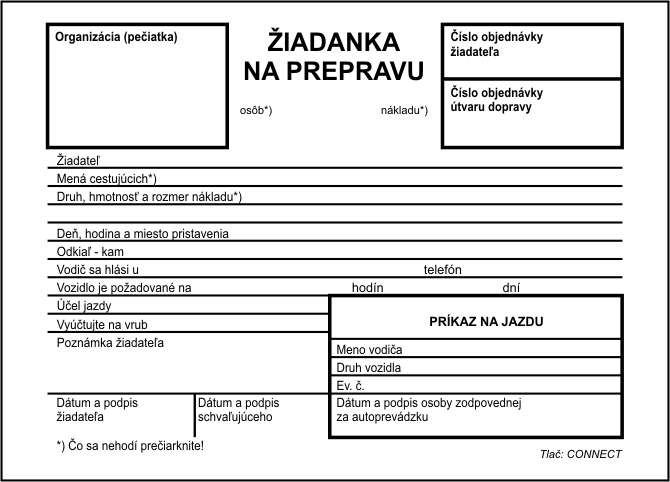 Organizácia (pečiatka)
ŽIADANKA
NA PREPRAVU
osôb*) nákladu*)
Číslo objednávky
žiadateľa
Číslo objednávky
útvaru dopravy
Žiadateľ
Mená cestujúcich*)
Druh, hmotnosť a rozmer nákladu*)
Deň, hodina a miesto pristavenia
Odkiaľ - kam
Vodič sa hlási u telefón
Vozidlo je požadované na hodín dní
Účel jazdy
Vyúčtujte na vrub
Poznámka žiadateľa
PRÍKAZ NA JAZDU
Meno vodiča
Druh vozidla
Ev. č.
Dátum a podpis
žiadateľa
Dátum a podpis
schvaľujúceho
Dátum a podpis osoby zodpovednej
za autoprevádzku
*) Čo sa nehodí prečiarknite!
Tlač: CONNECT